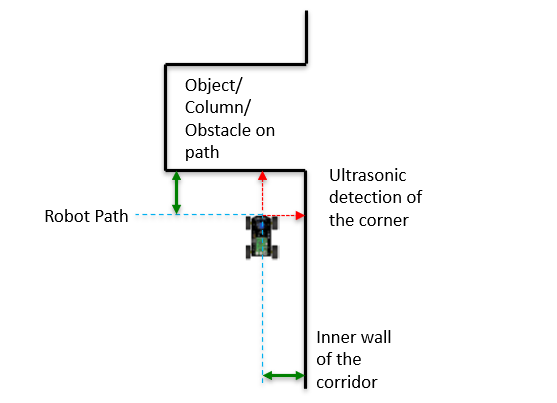 Object/
Column/
Obstacle on
path
Ultrasonic
detection of
the corner
Robot Path
Inner wall
of the
corridor